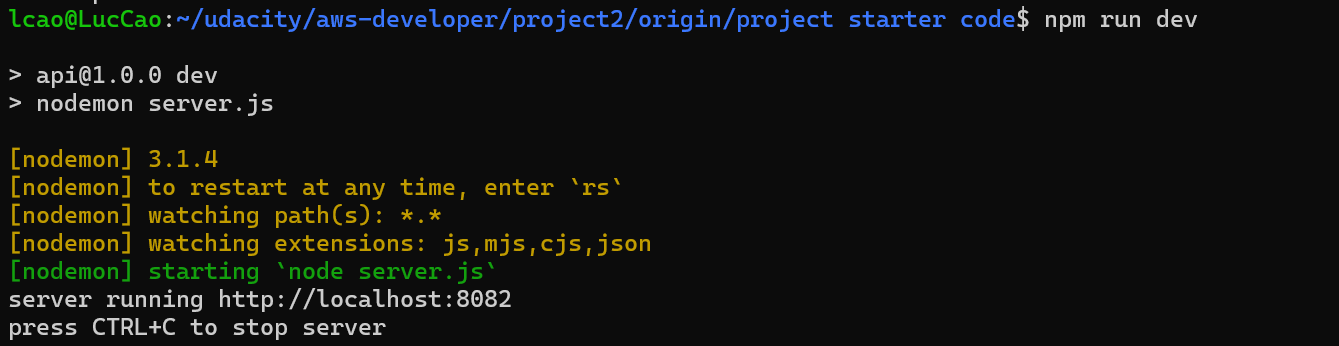 lcao@LucCao:~/udacity/aws-developer/project2/origin/project starter code$ npm run dev
> api@1.0.0 dev
> nodemon server.js
[nodemon] 3.1.4
[nodemon] to restart at any time, enter `rs`
[nodemon] watching path(s): *.*
[nodemon] watching extensions: js,mjs,cjs,json
[nodemon] starting `node server.js`
server running http://localhost:8082
press CTRL+C to stop server